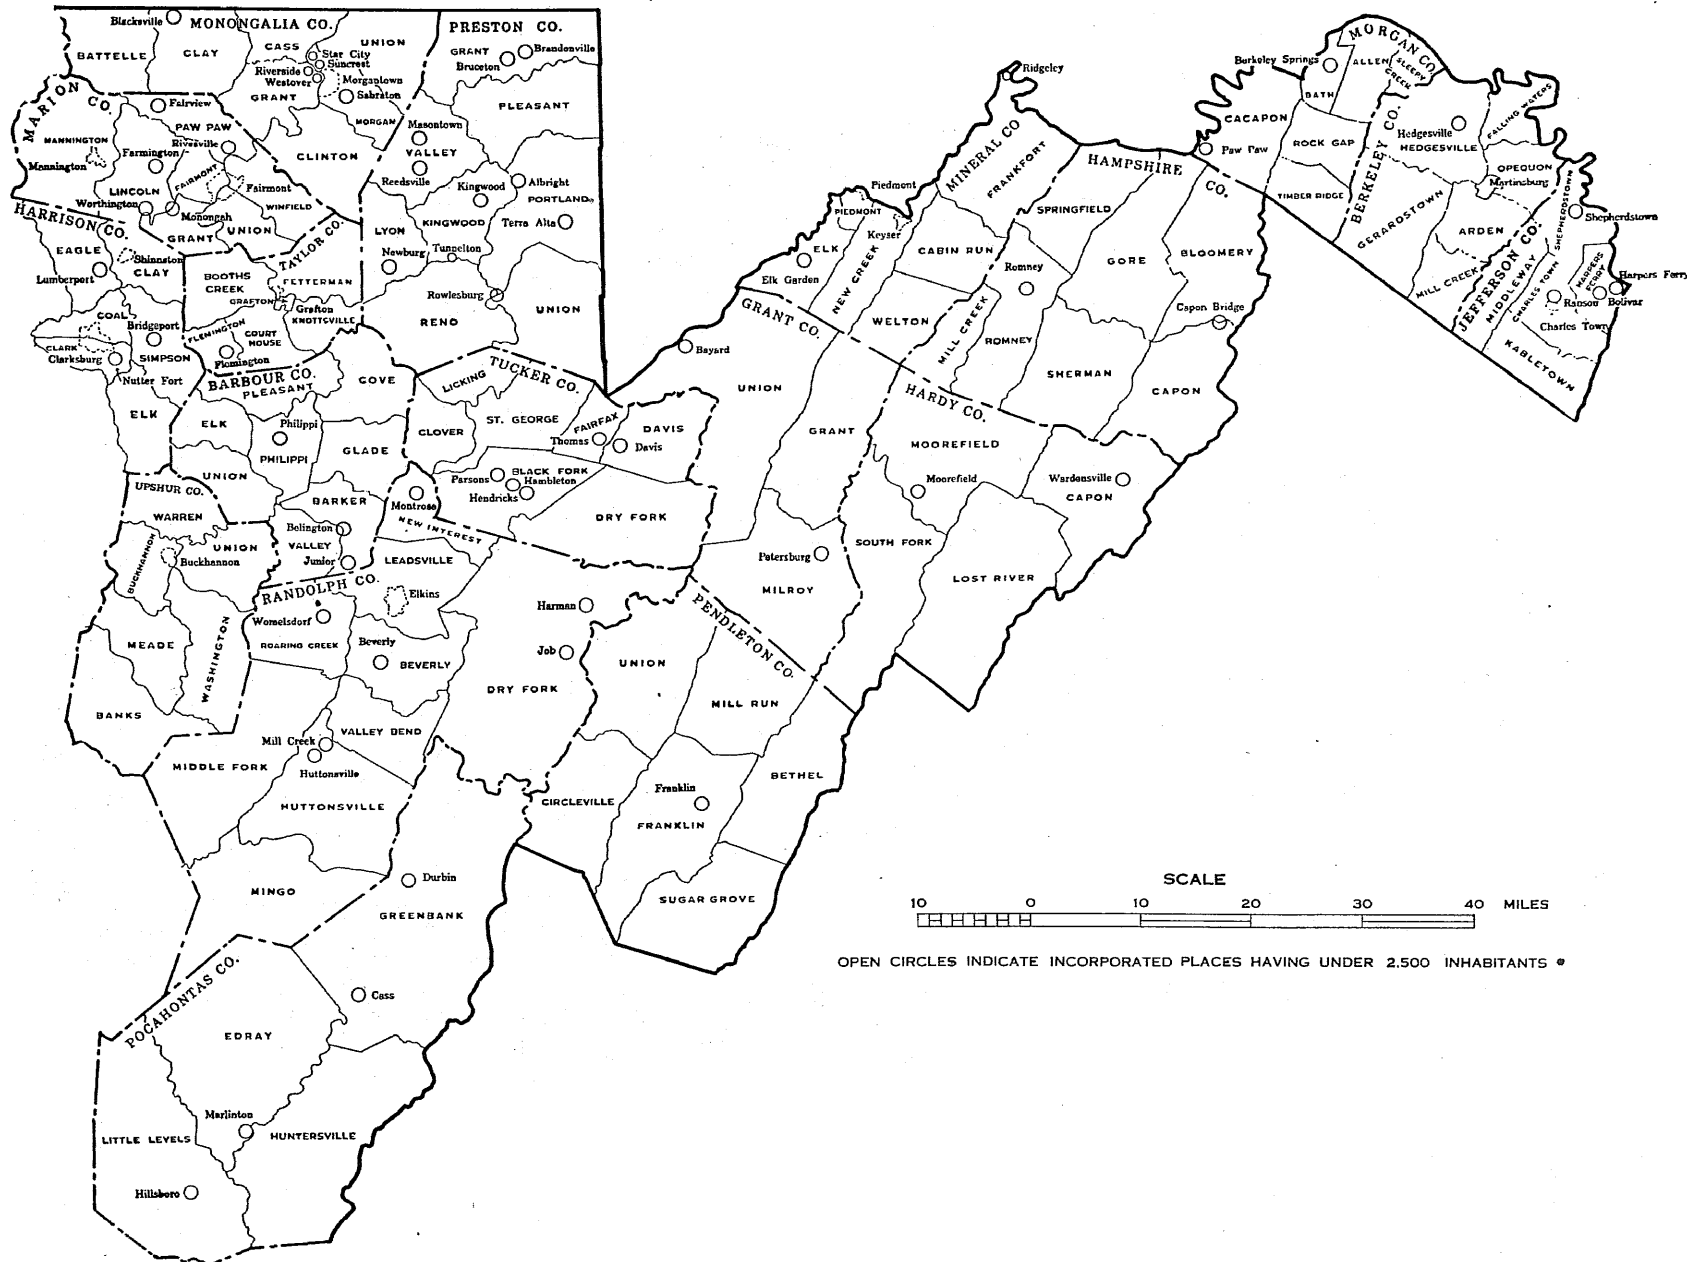 Blacksville
MONONGALIA CO.
BATTELLE
CLAY
CASS
UNION
Star City
Suncrest
Riverside
Westover
Morgantown
GRANT
Sabraton
MORGAN
CLINTON
PRESTON CO.
GRANT
Brandonville
Bruceton
PLEASANT
Masontown
VALLEY
Reedsville
Kingwood
Albright
PORTLAND
KINGWOOD
Terra Alta
LYON
Newburg
Tunnelton
Rowlesburg
RENO
UNION
MARION CO.
Fairview
PAW PAW
MANNINGTON
Mannington
Rivesville
Farmington
FAIRMONT
Fairmont
LINCOLN
WINFIELD
Worthington
Monongah
GRANT
UNION
HARRISON CO.
EAGLE
Shinnston
CLAY
Lumberport
COAL
Bridgeport
CLARK
Clarksburg
SIMPSON
Nutter Fort
ELK
TAYLOR CO.
BOOTHS
CREEK
FETTERMAN
GRAFTON
Grafton
KNOTTSVILLE
FLEMINGTON
COURT
HOUSE
Flemington
BARBOUR CO.
PLEASANT
COVE
ELK
Philippi
PHILIPPI
GLADE
UNION
BARKER
Belington
VALLEY
Junior
TUCKER CO.
LICKING
ST. GEORGE
FAIRFAX
DAVIS
CLOVER
Thomas
Davis
Parsons
BLACK FORK
Hambleton
Hendricks
DRY FORK
UPSHUR CO.
WARREN
BUCKHANNON
UNION
Buckhannon
MEADE
WASHINGTON
BANKS
RANDOLPH CO.
Montrose
NEW INTEREST
LEADSVILLE
Elkins
Womelsdorf
ROARING CREEK
Beverly
BEVERLY
Harman
Job
DRY FORK
Mill Creek
VALLEY BEND
MIDDLE FORK
Huttonsville
HUTTONSVILLE
MINGO
POCAHONTAS CO.
Durbin
GREENBANK
Cass
EDRAY
Marlinton
LITTLE LEVELS
HUNTERSVILLE
Hillsboro
Ridgeley
MINERAL CO
FRANKFORT
Piedmont
PIEDMONT
Keyser
ELK
Elk Garden
NEW CREEK
CABIN RUN
WELTON
GRANT CO.
Bayard
UNION
GRANT
Petersburg
MILROY
HAMPSHIRE CO.
SPRINGFIELD
GORE
BLOOMERY
Romney
MILL CREEK
ROMNEY
Capon Bridge
SHERMAN
CAPON
HARDY CO.
MOOREFIELD
Moorefield
Wardensville
CAPON
SOUTH FORK
LOST RIVER
PENDLETON CO.
UNION
MILL RUN
BETHEL
CIRCLEVILLE
Franklin
FRANKLIN
SUGAR GROVE
MORGAN CO.
Berkeley Springs
ALLEN
SLEEPY
CREEK
BATH
CACAPON
Paw Paw
ROCK GAP
TIMBER RIDGE
BERKELEY CO.
FALLING WATERS
Hedgesville
HEDGESVILLE
OPEQUON
Martinsburg
GERARDSTOWN
ARDEN
MILL CREEK
JEFFERSON CO.
SHEPHERDSTOWN
Shepherdstown
MIDDLEWAY
CHARLES TOWN
HARPERS
FERRY
Harpers Ferry
Ranson
Bolivar
Charles Town
KABLETOWN
SCALE
10 0 10 20 30 40 MILES
OPEN CIRCLES INDICATE INCORPORATED PLACES HAVING UNDER 2,500 INHABITANTS